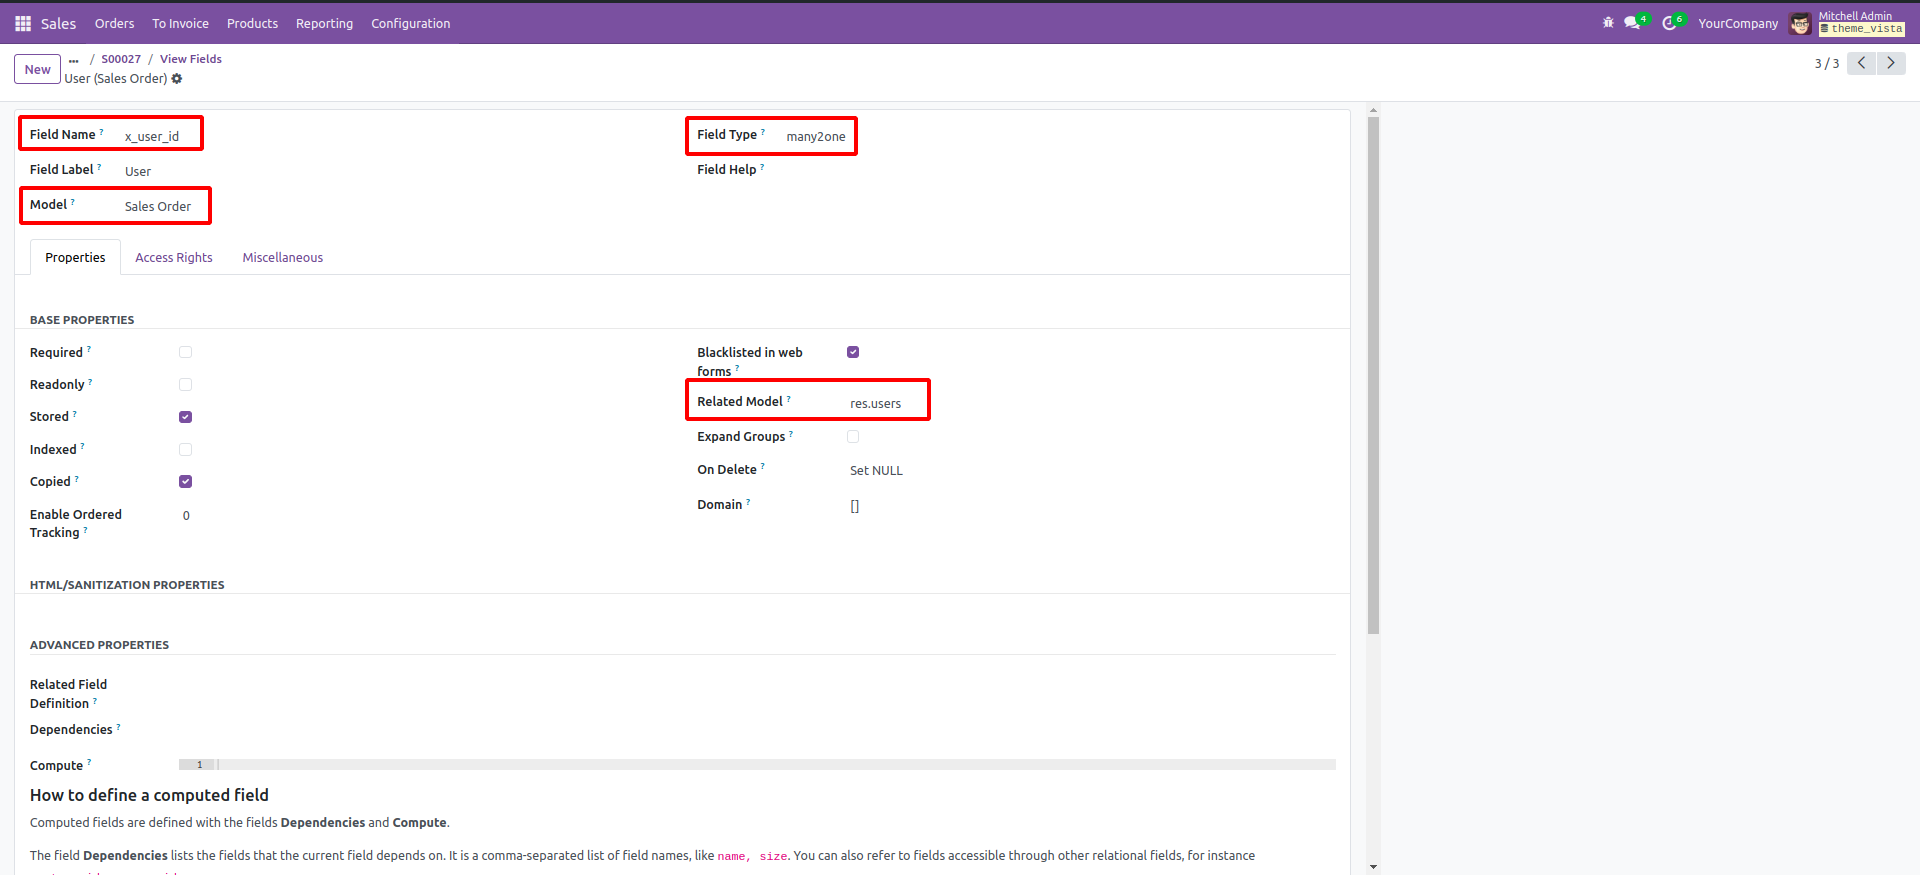 Sales Orders To Invoice Products Reporting Configuration 4 6 YourCompany Mitchell Admin
theme_vista
New ... / S00027 / View Fields 3 / 3
User (Sales Order)
Field Name ? x_user_id Field Type ? many2one
Field Label ? User Field Help ?
Model ? Sales Order
Properties Access Rights Miscellaneous
BASE PROPERTIES
Required ? Blacklisted in web
forms ?
Readonly ?
Stored ? Related Model ? res.users
Indexed ? Expand Groups ?
Copied ? On Delete ? Set NULL
Enable Ordered
Tracking ? 0 Domain ? []
HTML/SANITIZATION PROPERTIES
ADVANCED PROPERTIES
Related Field
Definition ?
Dependencies ?
Compute ? 1
How to define a computed field
Computed fields are defined with the fields Dependencies and Compute.
The field Dependencies lists the fields that the current field depends on. It is a comma-separated list of field names, like name, size. You can also refer to fields accessible through other relational fields, for instance